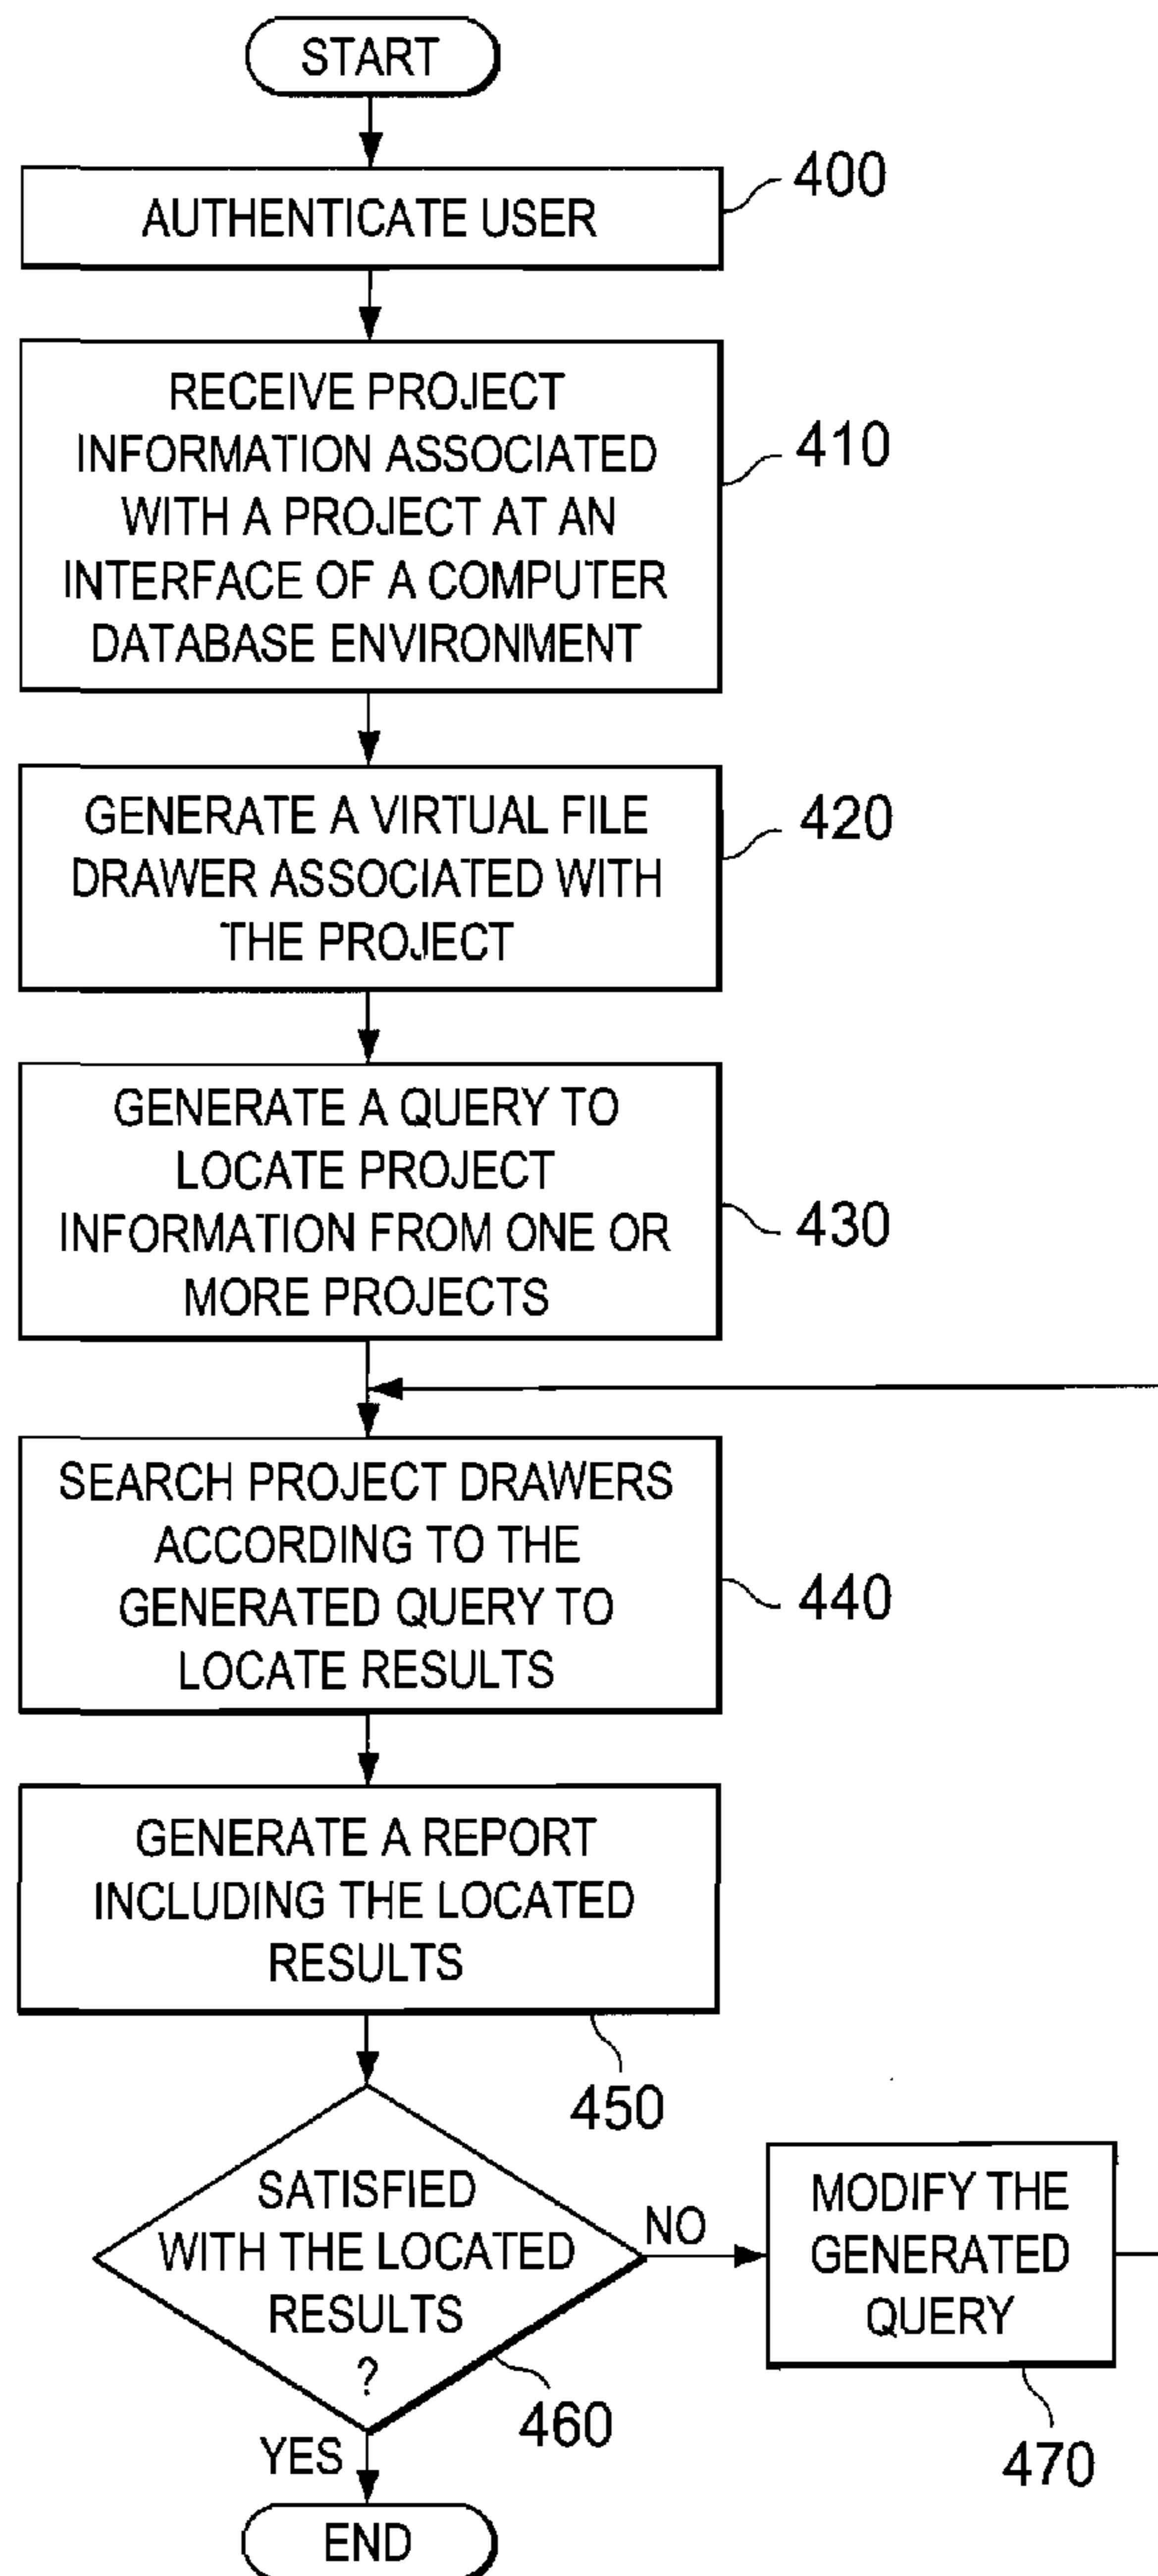 START
AUTHENTICATE USER
400
RECEIVE PROJECT
INFORMATION ASSOCIATED
WITH A PROJECT AT AN
INTERFACE OF A COMPUTER
DATABASE ENVIRONMENT
410
GENERATE A VIRTUAL FILE
DRAWER ASSOCIATED WITH
THE PROJECT
420
GENERATE A QUERY TO
LOCATE PROJECT
INFORMATION FROM ONE OR
MORE PROJECTS
430
SEARCH PROJECT DRAWERS
ACCORDING TO THE
GENERATED QUERY TO
LOCATE RESULTS
440
GENERATE A REPORT
INCLUDING THE LOCATED
RESULTS
450
SATISFIED
WITH THE LOCATED
RESULTS
?
460
NO
MODIFY THE
GENERATED
QUERY
470
YES
END